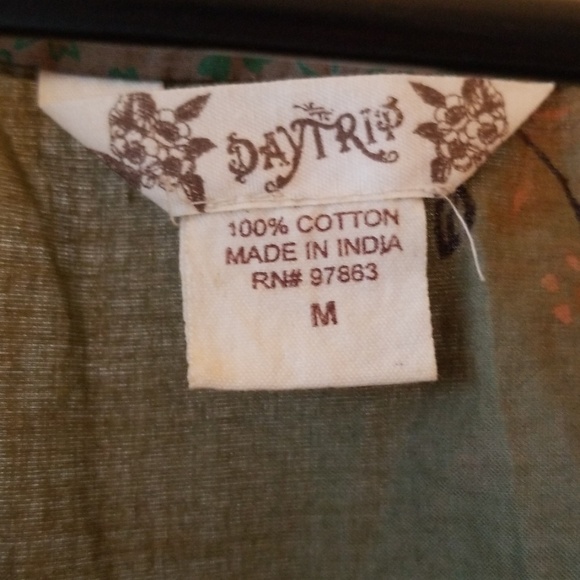 DAYTRIP
100% COTTON
MADE IN INDIA
RN# 97863
M